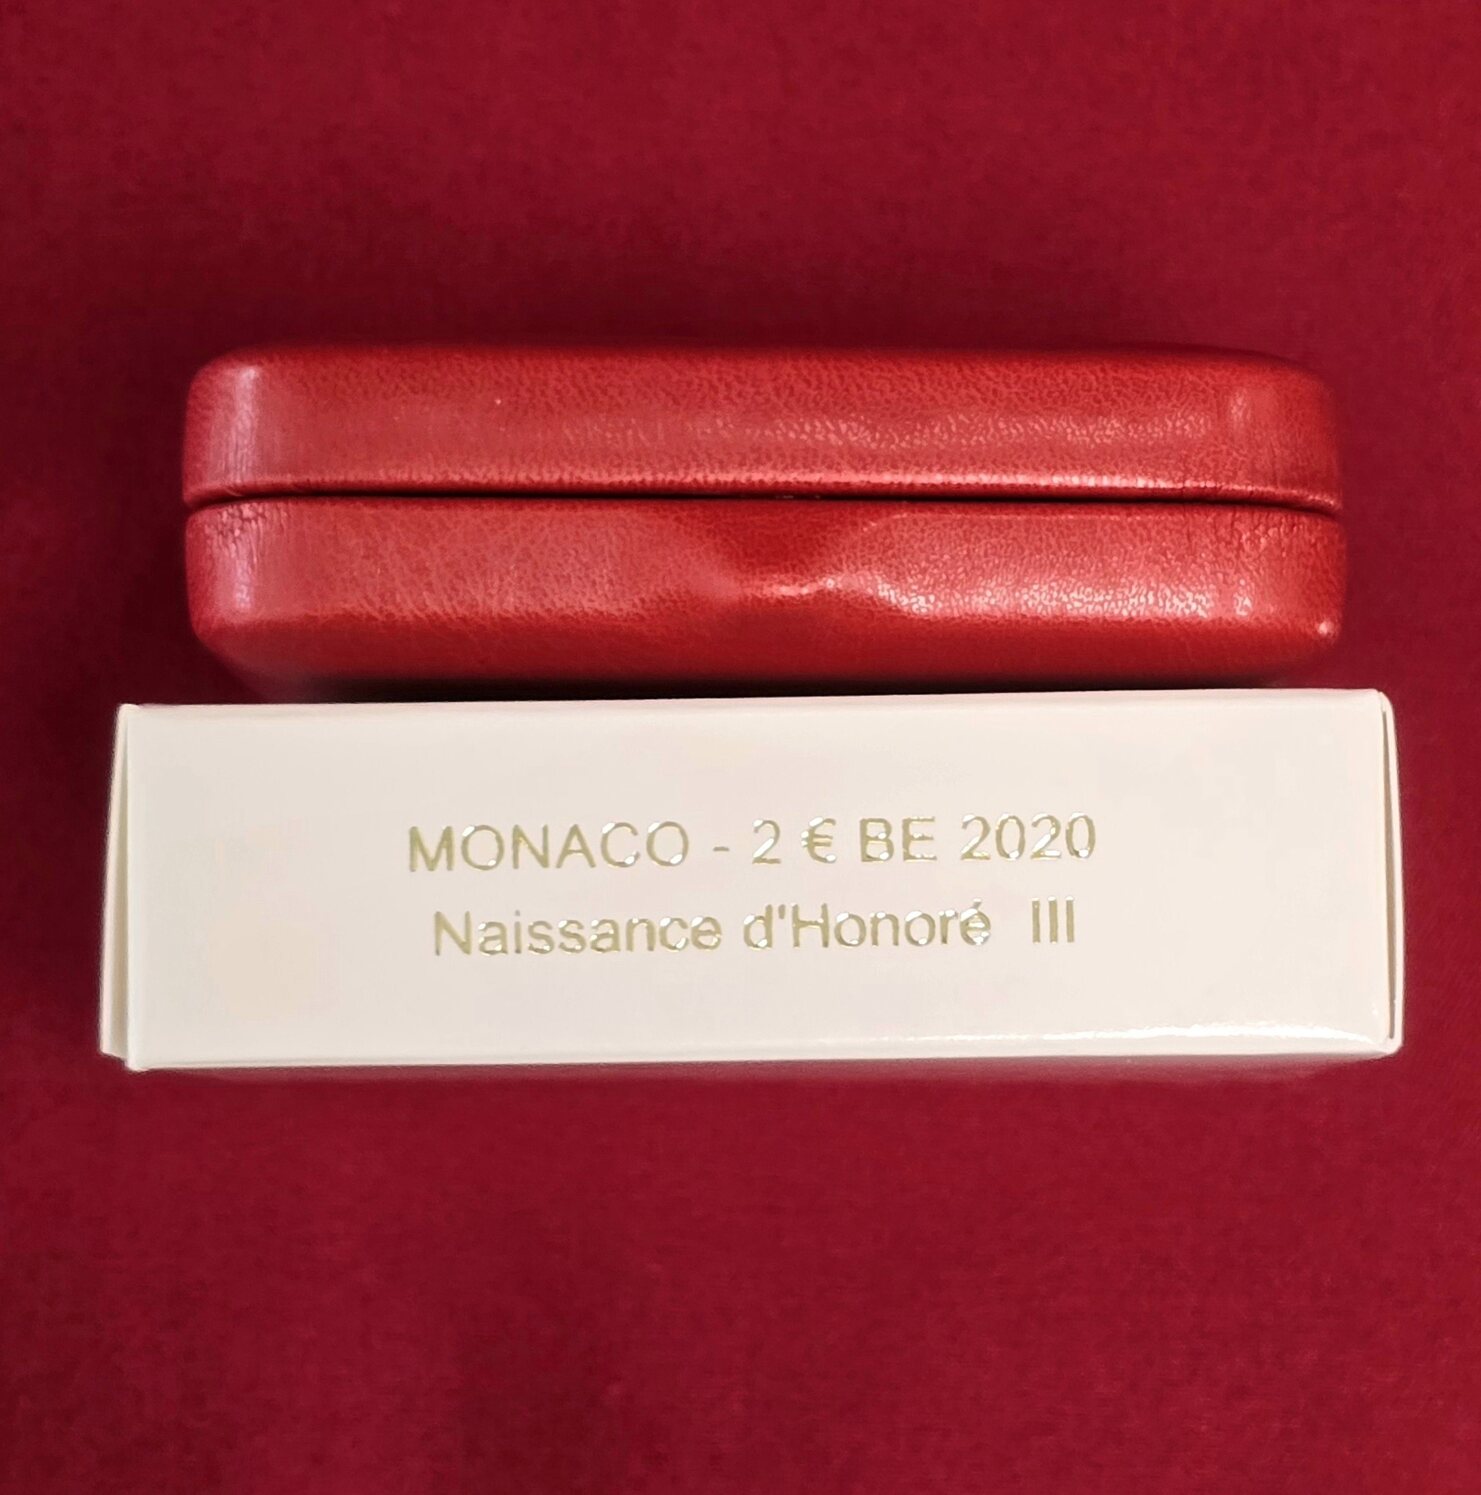 MONACO - 2 € BE 2020
Naissance d'Honoré III